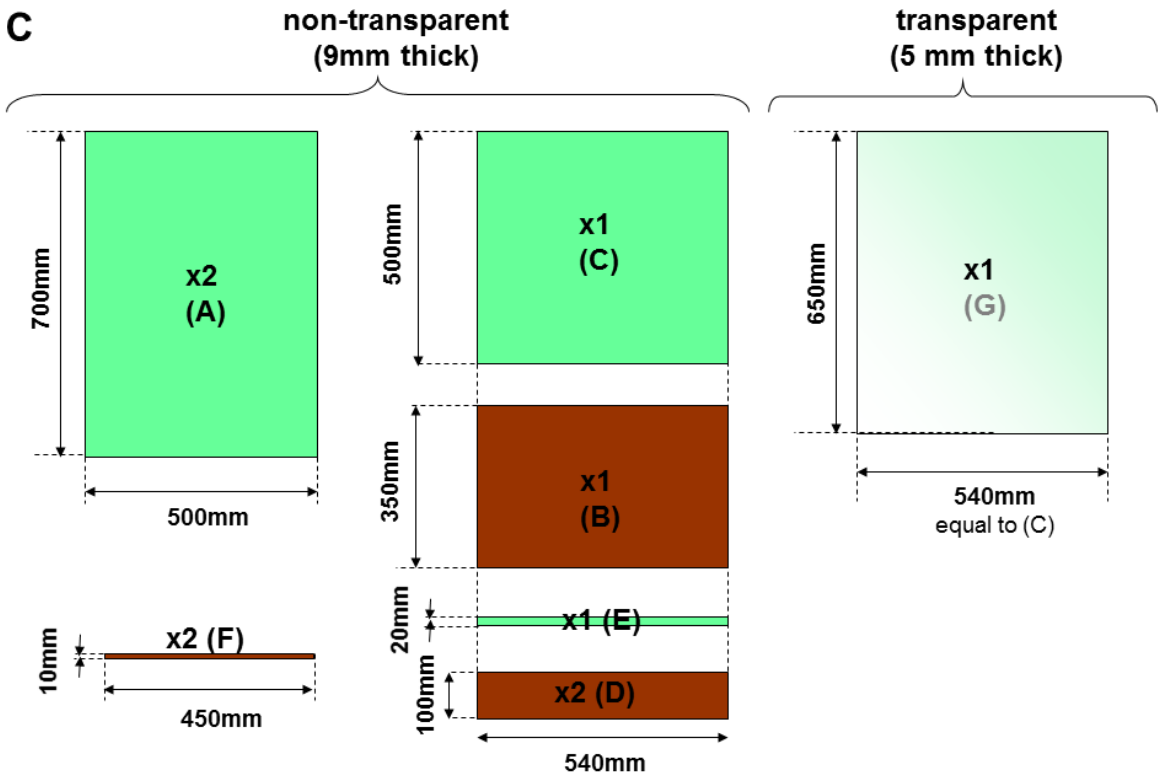 C
non-transparent
(9mm thick)
transparent
(5 mm thick)
700mm
x2
(A)
500mm
500mm
x1
(C)
650mm
x1
(G)
540mm
equal to (C)
350mm
x1
(B)
20mm
x1 (E)
10mm
x2 (F)
450mm
100mm
x2 (D)
540mm